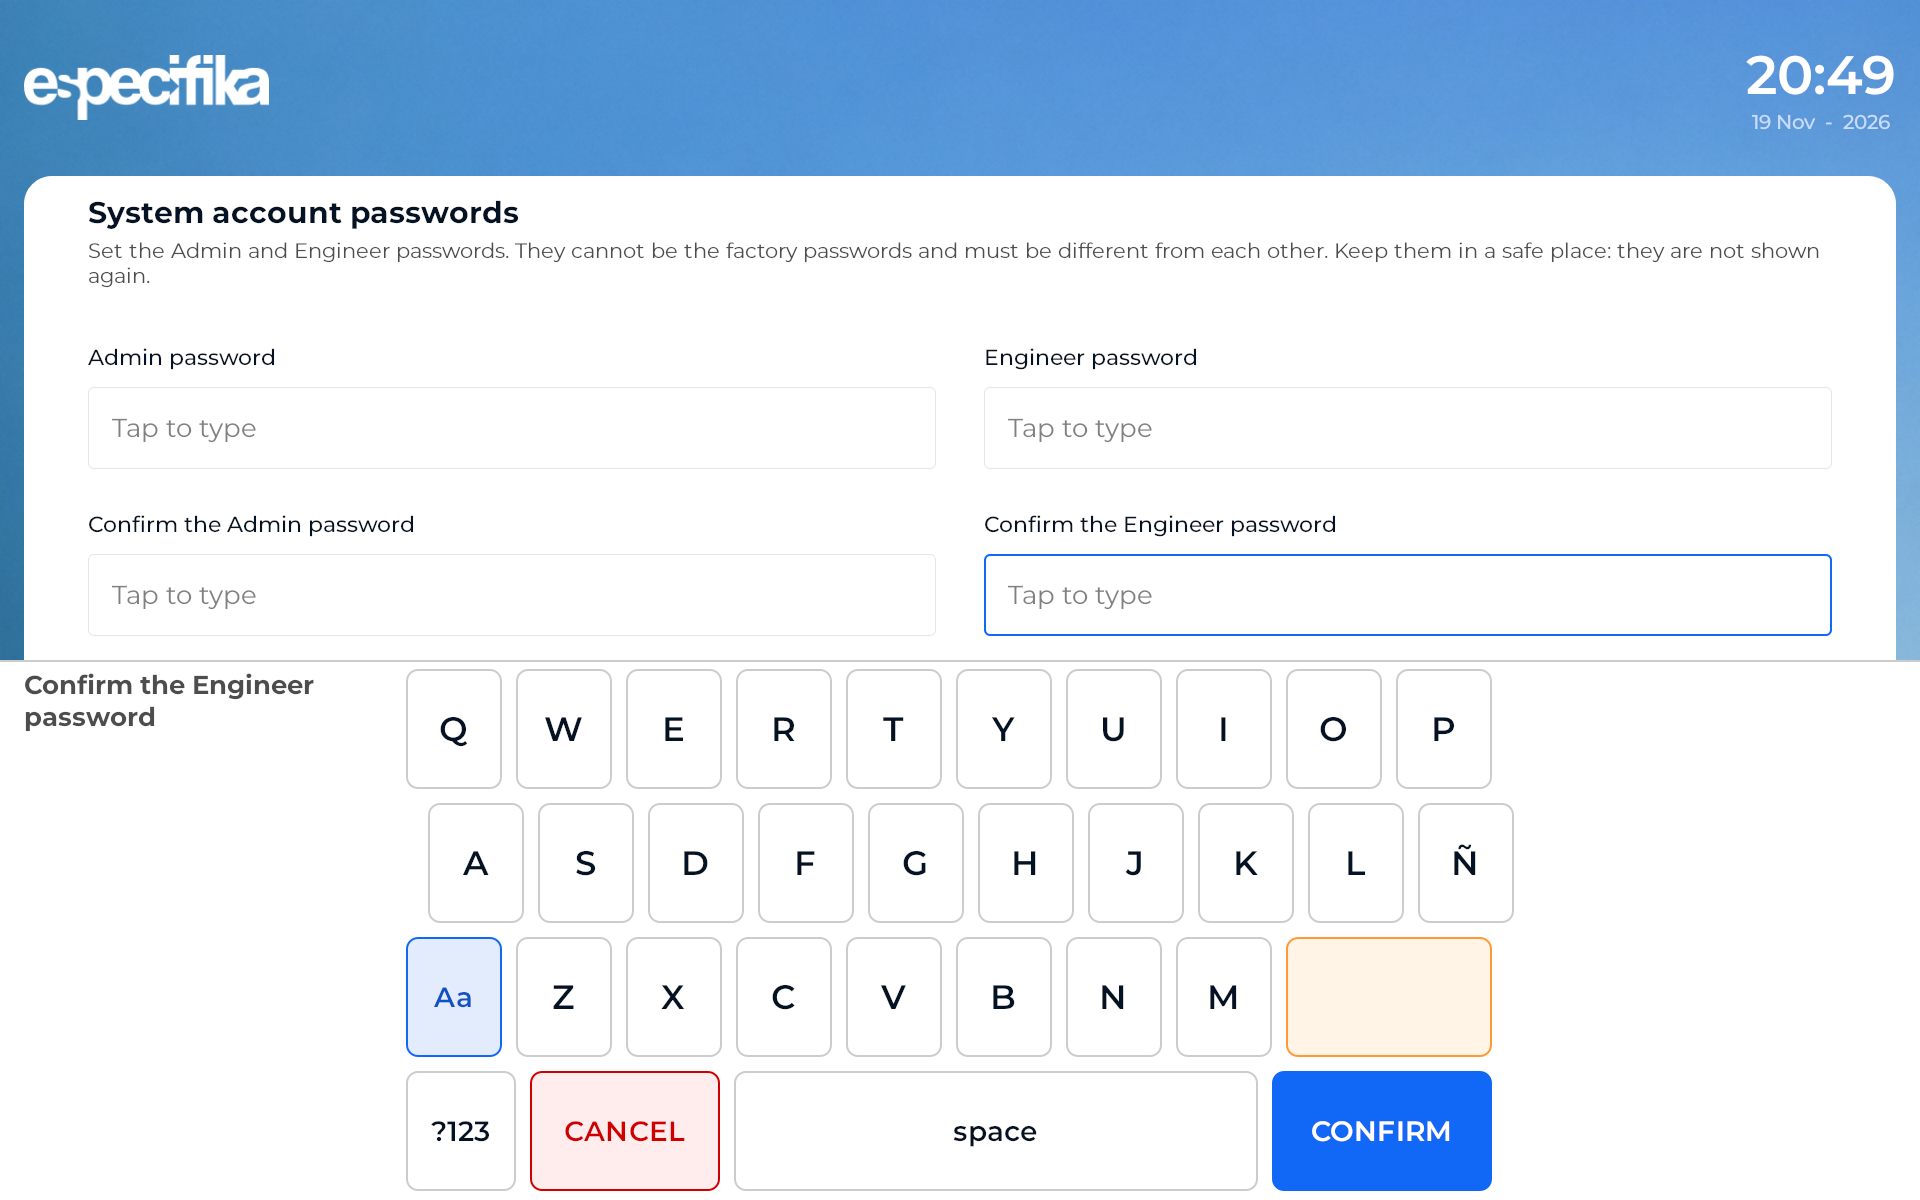 especifika
20:49
19 Nov - 2026
System account passwords
Set the Admin and Engineer passwords. They cannot be the factory passwords and must be different from each other. Keep them in a safe place: they are not shown
again.
Admin password
Engineer password
Tap to type
Tap to type
Confirm the Admin password
Confirm the Engineer password
Tap to type
Tap to type
Confirm the Engineer
password
Q W E R T Y U I O P
A S D F G H J K L Ñ
Aa Z X C V B N M
?123 CANCEL space CONFIRM